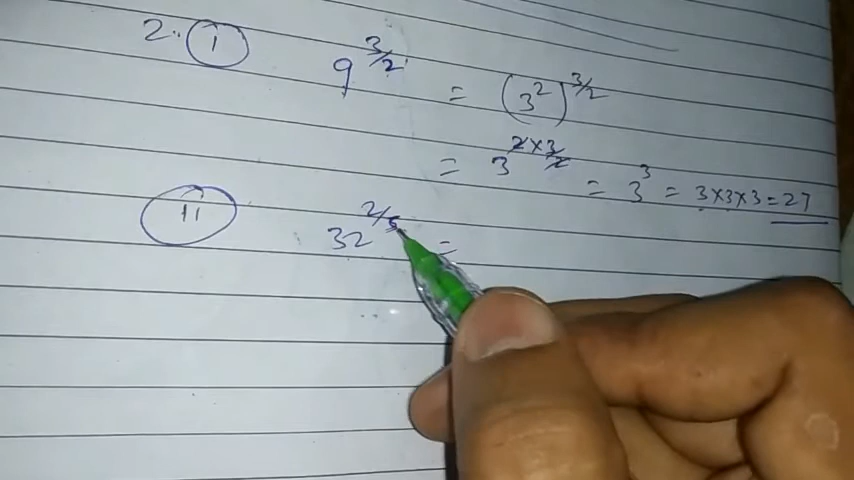 2. (i) 9^{3/2} = (3^2)^{3/2}
= 3^{2×3/2} = 3^3 = 3×3×3 = 27
(ii) 32^{2/5} =